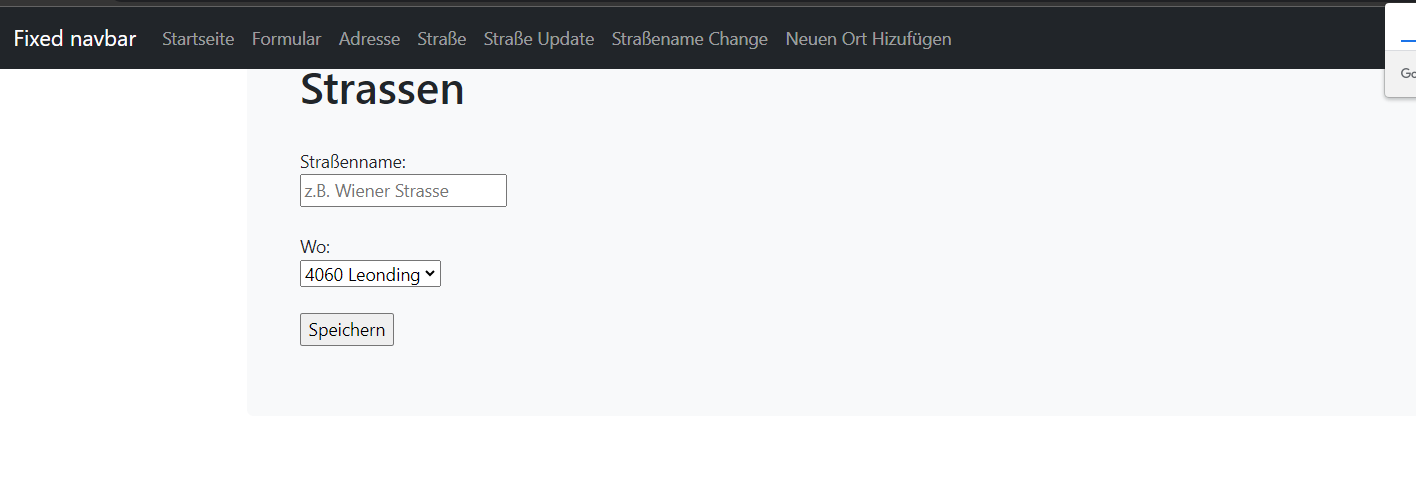 Fixed navbar Startseite Formular Adresse Straße Straße Update Straßename Change Neuen Ort Hizufügen
Strassen
Straßenname:
z.B. Wiener Strasse
Wo:
4060 Leonding
Speichern